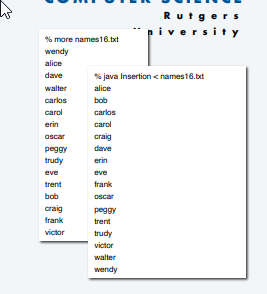 COMPUTER SCIENCE
Rutgers
University
% more names16.txt
wendy
alice
dave
walter
carlos
carol
erin
oscar
peggy
trudy
eve
trent
bob
craig
frank
victor
% java Insertion < names16.txt
alice
bob
carlos
carol
craig
dave
erin
eve
frank
oscar
peggy
trent
trudy
victor
walter
wendy